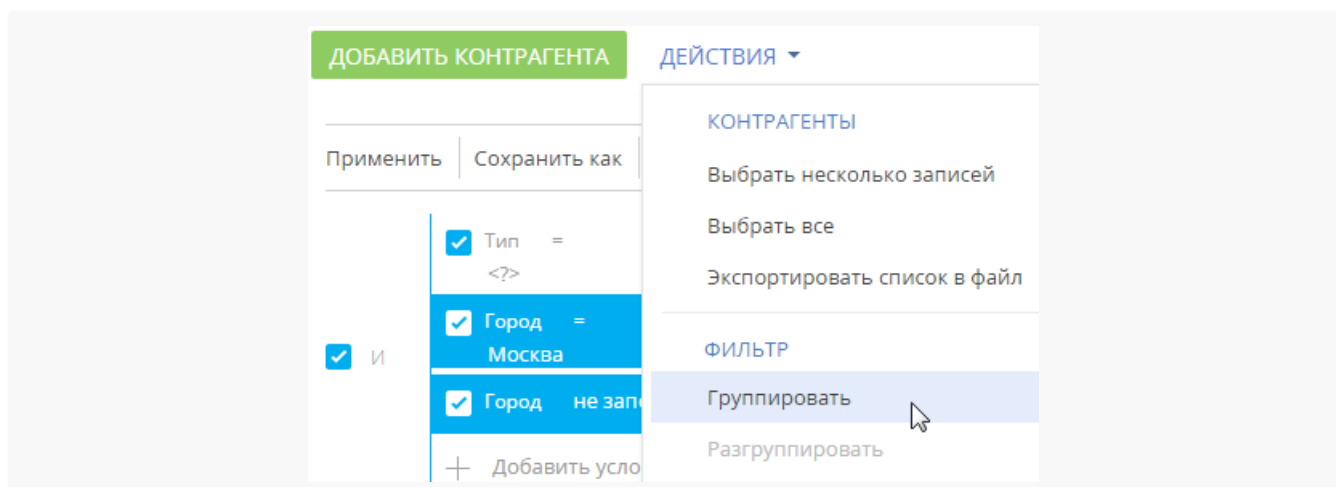 ДОБАВИТЬ КОНТРАГЕНТА
ДЕЙСТВИЯ
КОНТРАГЕНТЫ
Применить
Сохранить как
Выбрать несколько записей
Выбрать все
Экспортировать список в файл
Тип =
<?>
Город =
Москва
И
Город не запо
Добавить усло
ФИЛЬТР
Группировать
Разгруппировать